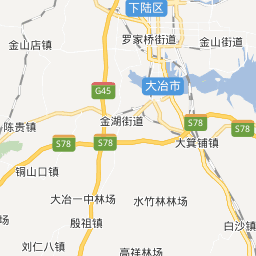 下陆区
罗家桥街道
金山店镇
金山街道
G45
大冶市
陈贵镇
金湖街道
S78
S78
S78
S78
大箕铺镇
铜山口镇
大冶一中林场
水竹林林场
殷祖镇
白沙镇
刘仁八镇
高祥林场